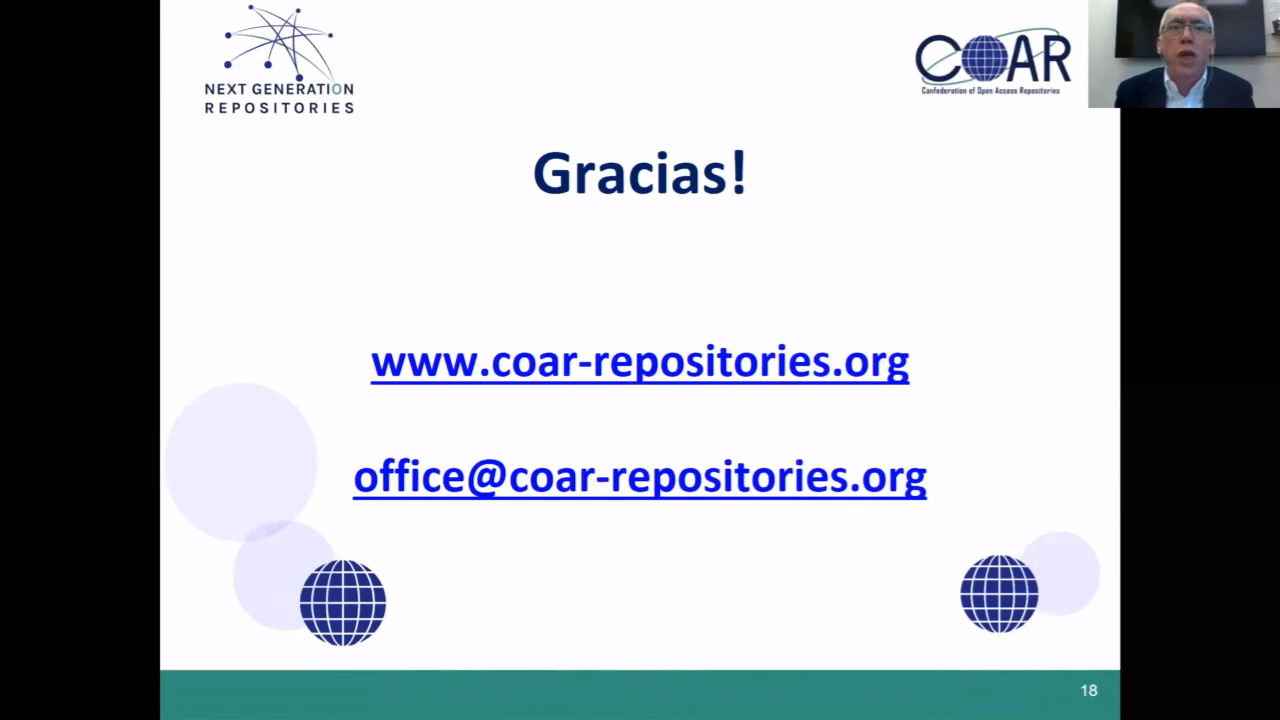 NEXT GENERATION
REPOSITORIES
COAR
Confederation of Open Access Repositories
Gracias!
www.coar-repositories.org
office@coar-repositories.org
18